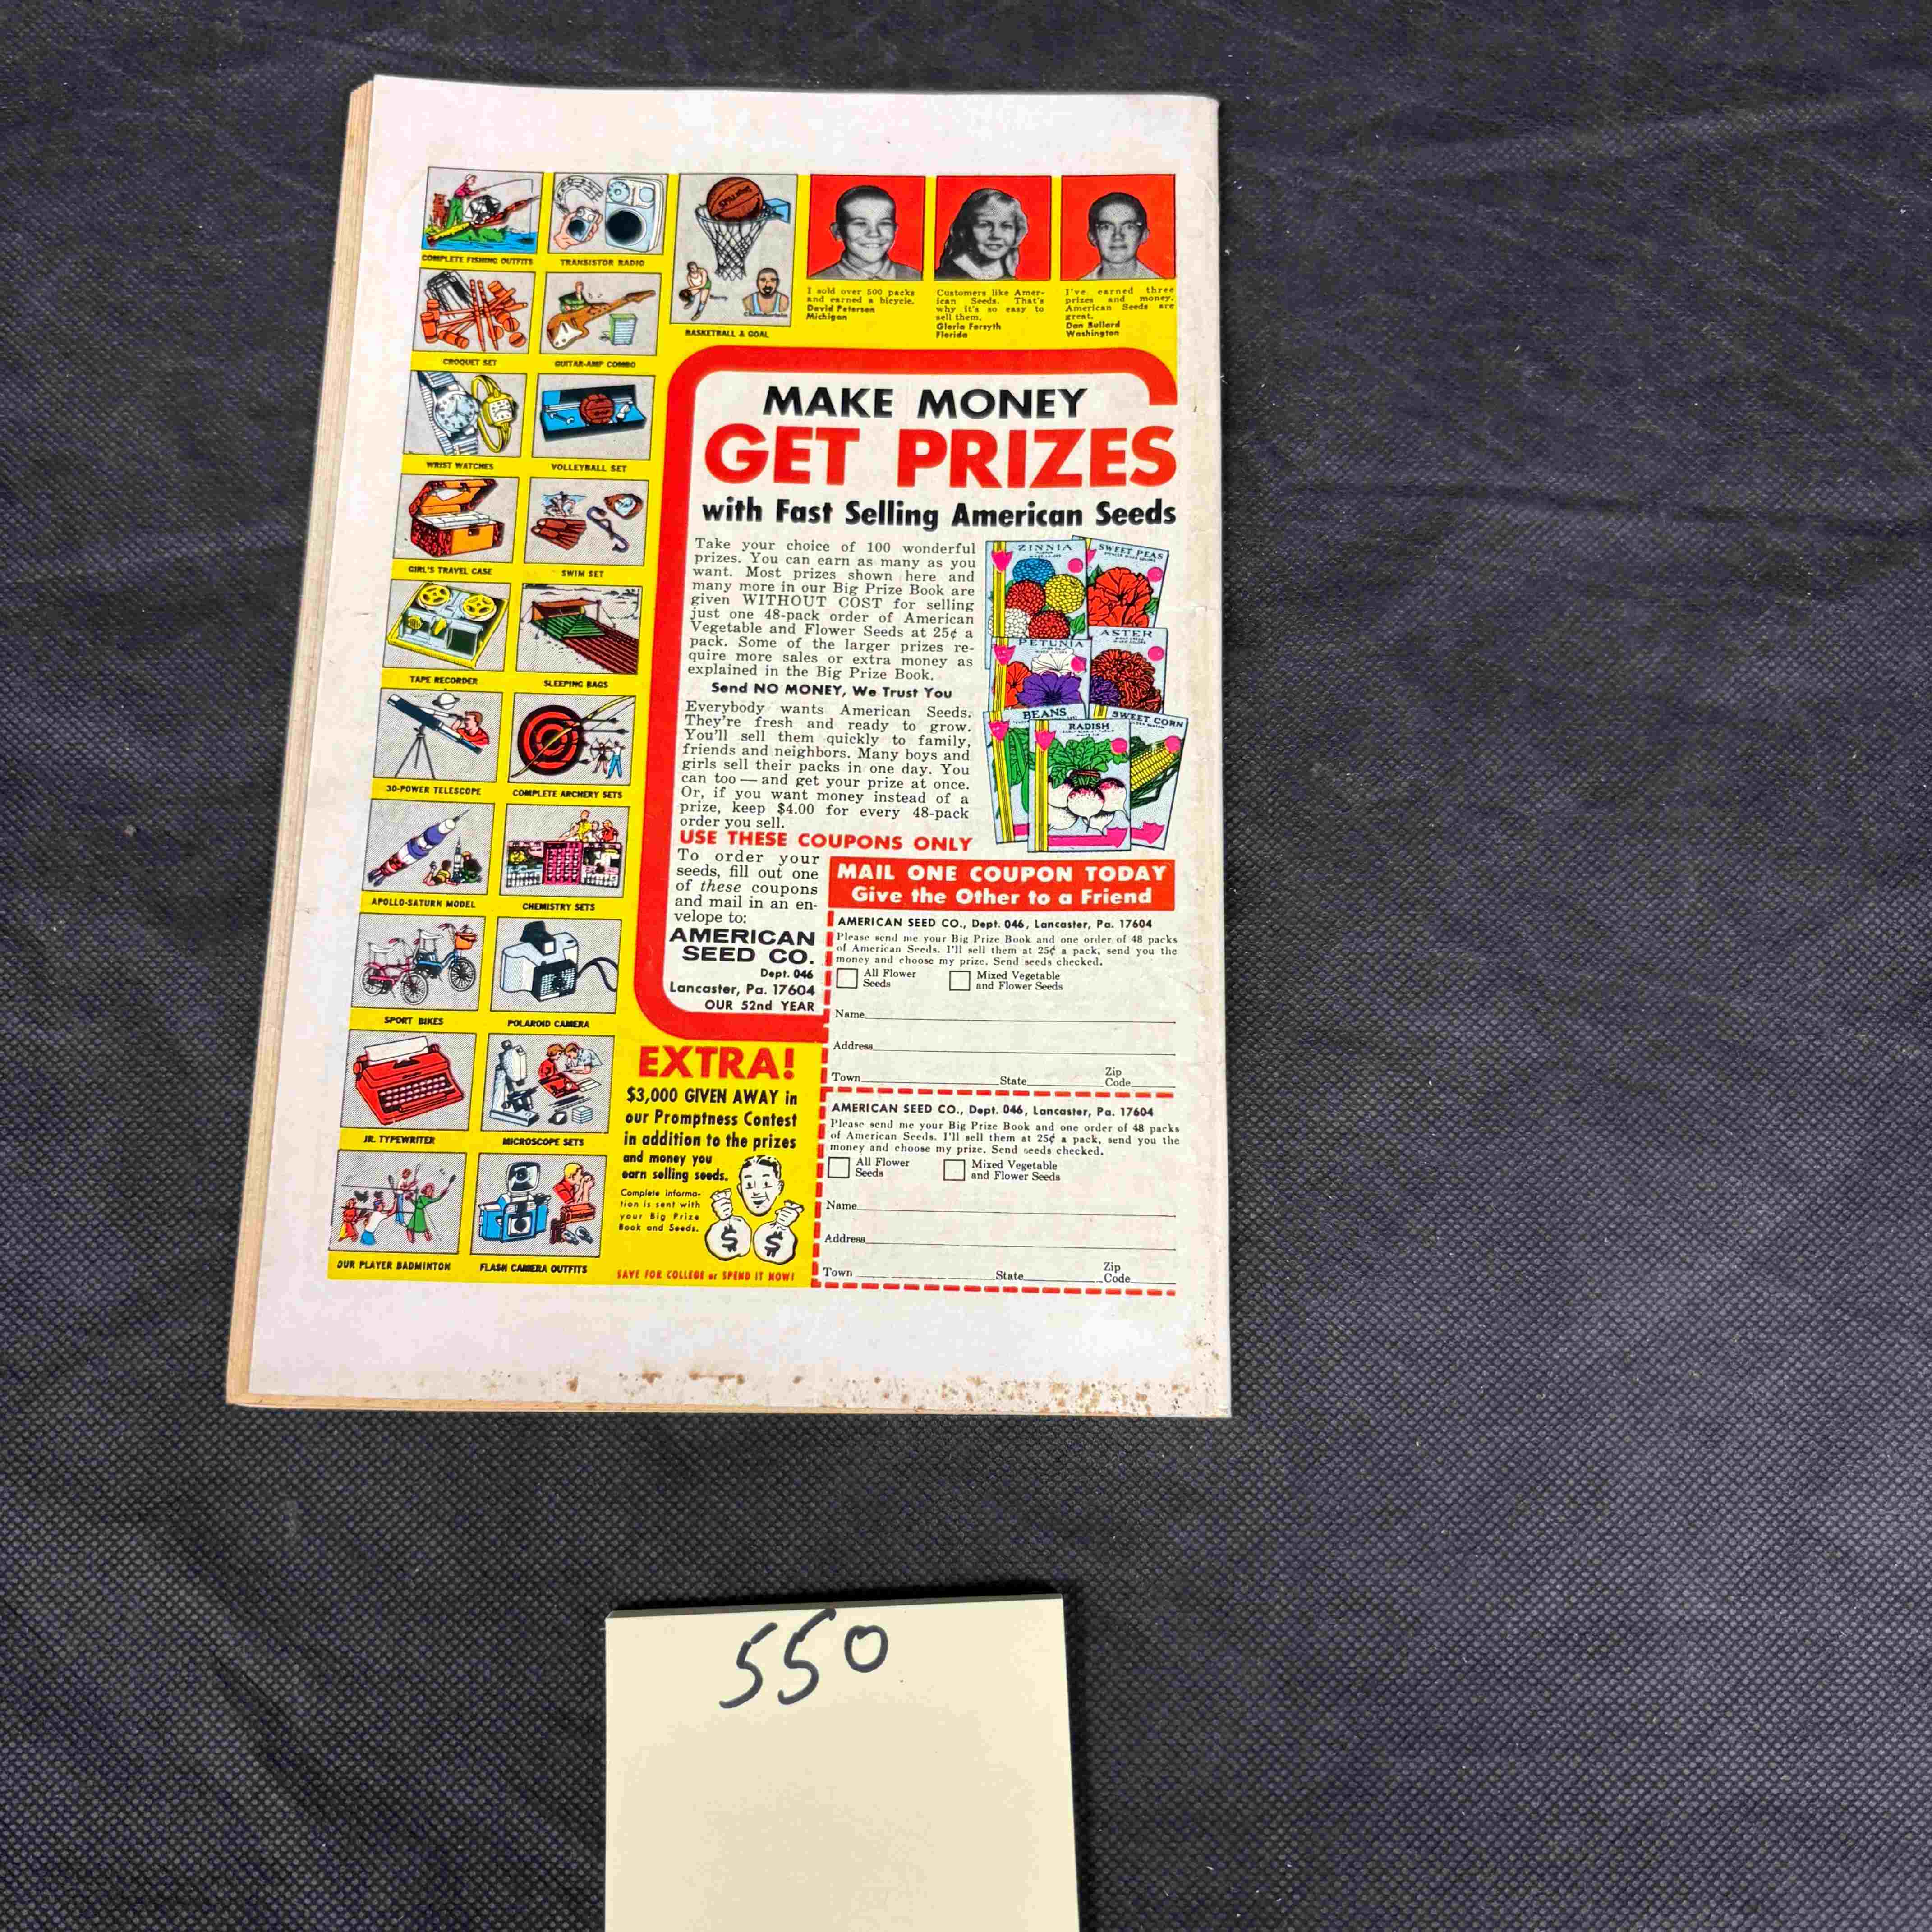 COMPLETE FISHING OUTFITS
TRANSISTOR RADIO
SPALDING
Chamberlain
BASKETBALL & GOAL
CROQUET SET
GUITAR-AMP COMBO
WRIST WATCHES
VOLLEYBALL SET
GIRL'S TRAVEL CASE
SWIM SET
TAPE RECORDER
SLEEPING BAGS
30-POWER TELESCOPE
COMPLETE ARCHERY SETS
APOLLO-SATURN MODEL
CHEMISTRY SETS
SPORT BIKES
POLAROID CAMERA
JR. TYPEWRITER
MICROSCOPE SETS
OUR PLAYER BADMINTON
FLASH CAMERA OUTFITS
I sold over 500 packs
and earned a bicycle.
David Peterson
Michigan
Customers like Amer-
ican Seeds. That's
why it's so easy to
sell them.
Gloria Forsyth
Florida
I've earned three
prizes and money.
American Seeds are
great.
Dan Bullard
Washington
MAKE MONEY
GET PRIZES
with Fast Selling American Seeds
Take your choice of 100 wonderful
prizes. You can earn as many as you
want. Most prizes shown here and
many more in our Big Prize Book are
given WITHOUT COST for selling
just one 48-pack order of American
Vegetable and Flower Seeds at 25¢ a
pack. Some of the larger prizes re-
quire more sales or extra money as
explained in the Big Prize Book.
Send NO MONEY, We Trust You
Everybody wants American Seeds.
They're fresh and ready to grow.
You'll sell them quickly to family,
friends and neighbors. Many boys and
girls sell their packs in one day. You
can too — and get your prize at once.
Or, if you want money instead of a
prize, keep $4.00 for every 48-pack
order you sell.
ZINNIA
SWEET PEAS
PETUNIA
ASTER
BEANS
RADISH
SWEET CORN
USE THESE COUPONS ONLY
To order your
seeds, fill out one
of these coupons
and mail in an en-
velope to:
AMERICAN
SEED CO.
Dept. 046
Lancaster, Pa. 17604
OUR 52nd YEAR
MAIL ONE COUPON TODAY
Give the Other to a Friend
AMERICAN SEED CO., Dept. 046, Lancaster, Pa. 17604
Please send me your Big Prize Book and one order of 48 packs
of American Seeds. I'll sell them at 25¢ a pack, send you the
money and choose my prize. Send seeds checked.
All Flower
Seeds
Mixed Vegetable
and Flower Seeds
Name
Address
Town State Zip Code
AMERICAN SEED CO., Dept. 046, Lancaster, Pa. 17604
Please send me your Big Prize Book and one order of 48 packs
of American Seeds. I'll sell them at 25¢ a pack, send you the
money and choose my prize. Send seeds checked.
All Flower
Seeds
Mixed Vegetable
and Flower Seeds
Name
Address
Town State Zip Code
EXTRA!
$3,000 GIVEN AWAY in
our Promptness Contest
in addition to the prizes
and money you
earn selling seeds.
Complete informa-
tion is sent with
your Big Prize
Book and Seeds.
$ $
SAVE FOR COLLEGE or SPEND IT NOW!
550